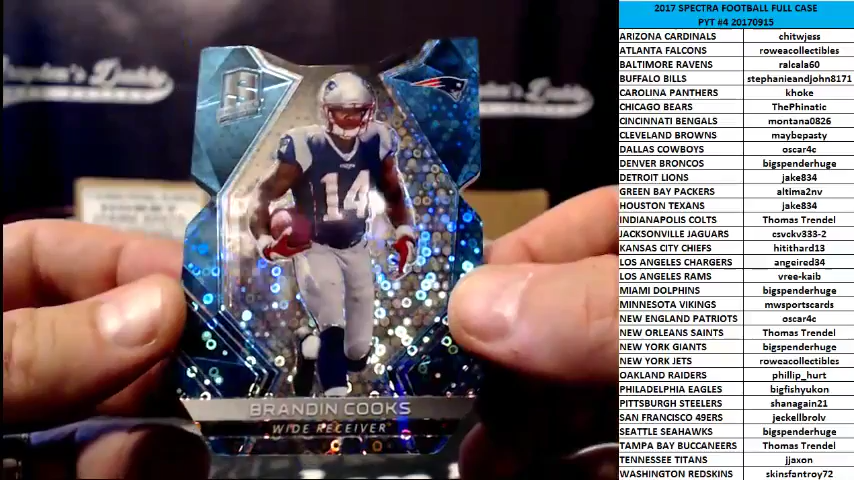 2017 SPECTRA FOOTBALL FULL CASE
PYT #4 20170915
ARIZONA CARDINALS chitwjess
ATLANTA FALCONS roweacollectibles
BALTIMORE RAVENS ralcala60
BUFFALO BILLS stephanieandjohn8171
CAROLINA PANTHERS khoke
CHICAGO BEARS ThePhinatic
CINCINNATI BENGALS montana0826
CLEVELAND BROWNS maybepasty
DALLAS COWBOYS oscar4c
DENVER BRONCOS bigspenderhuge
DETROIT LIONS jake834
GREEN BAY PACKERS altima2nv
HOUSTON TEXANS jake834
INDIANAPOLIS COLTS Thomas Trendel
JACKSONVILLE JAGUARS csvckv333-2
KANSAS CITY CHIEFS hitithard13
LOS ANGELES CHARGERS angeired34
LOS ANGELES RAMS vree-kaib
MIAMI DOLPHINS bigspenderhuge
MINNESOTA VIKINGS mwsportscards
NEW ENGLAND PATRIOTS oscar4c
NEW ORLEANS SAINTS Thomas Trendel
NEW YORK GIANTS bigspenderhuge
NEW YORK JETS roweacollectibles
OAKLAND RAIDERS phillip_hurt
PHILADELPHIA EAGLES bigfishyukon
PITTSBURGH STEELERS shanagain21
SAN FRANCISCO 49ERS jeckellbrolv
SEATTLE SEAHAWKS bigspenderhuge
TAMPA BAY BUCCANEERS Thomas Trendel
TENNESSEE TITANS jjaxon
WASHINGTON REDSKINS skinsfantroy72
S
14
BRANDIN COOKS
WIDE RECEIVER
Daddy